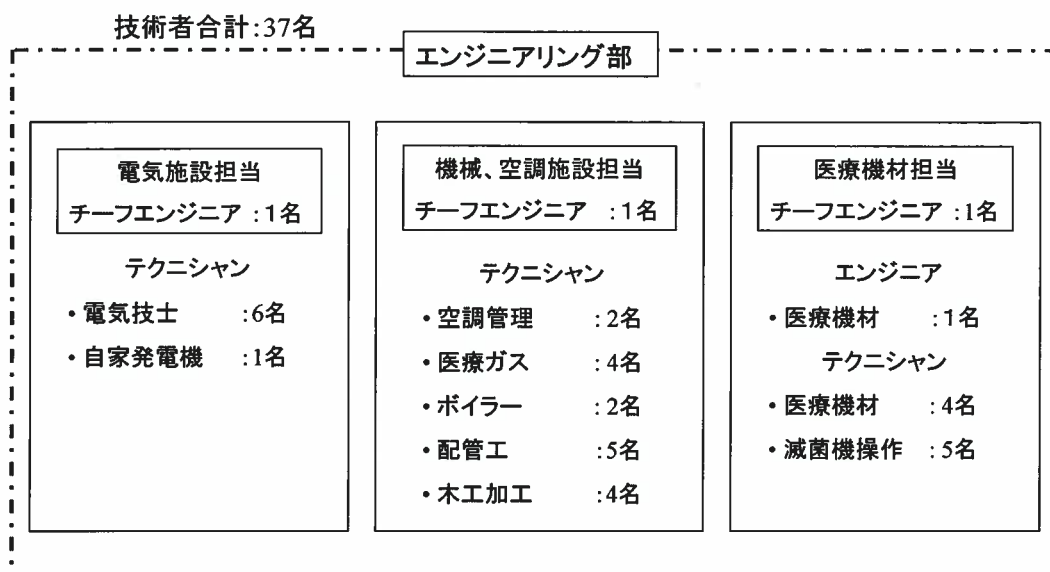 技術者合計:37名
エンジニアリング部
電気施設担当
チーフエンジニア :1名
テクニシャン
・電気技士 :6名
・自家発電機 :1名
機械、空調施設担当
チーフエンジニア :1名
テクニシャン
・空調管理 :2名
・医療ガス :4名
・ボイラー :2名
・配管工 :5名
・木工加工 :4名
医療機材担当
チーフエンジニア :1名
エンジニア
・医療機材 :1名
テクニシャン
・医療機材 :4名
・滅菌機操作 :5名